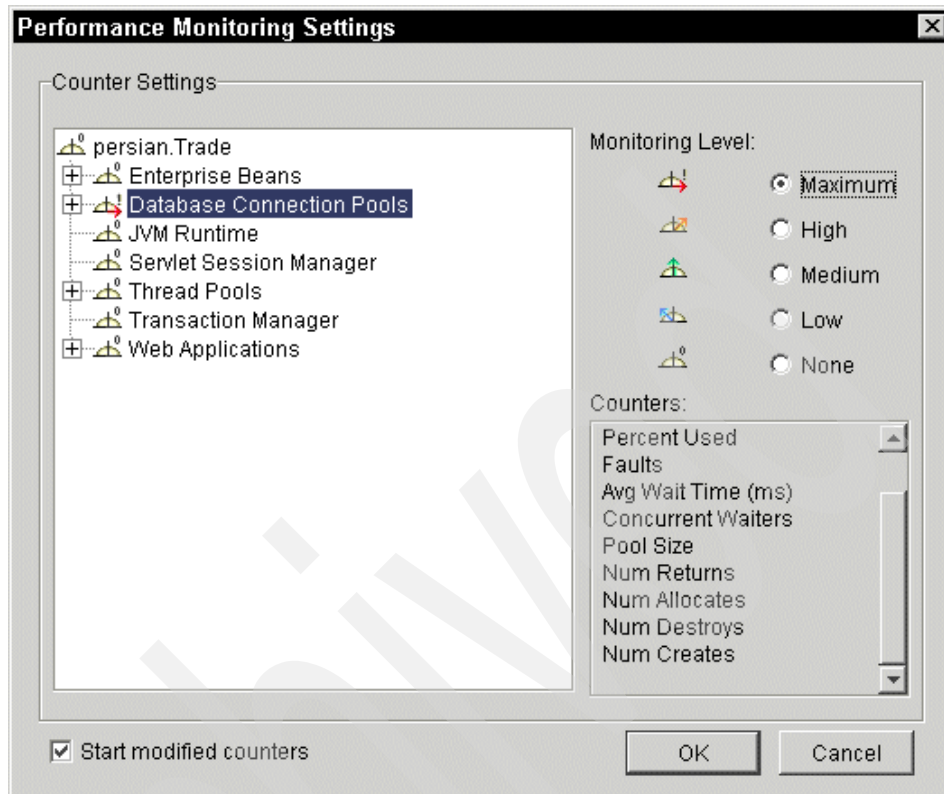 Performance Monitoring Settings
Counter Settings
persian.Trade
Enterprise Beans
Database Connection Pools
JVM Runtime
Servlet Session Manager
Thread Pools
Transaction Manager
Web Applications
Monitoring Level:
Maximum
High
Medium
Low
None
Counters:
Percent Used
Faults
Avg Wait Time (ms)
Concurrent Waiters
Pool Size
Num Returns
Num Allocates
Num Destroys
Num Creates
Start modified counters
OK
Cancel